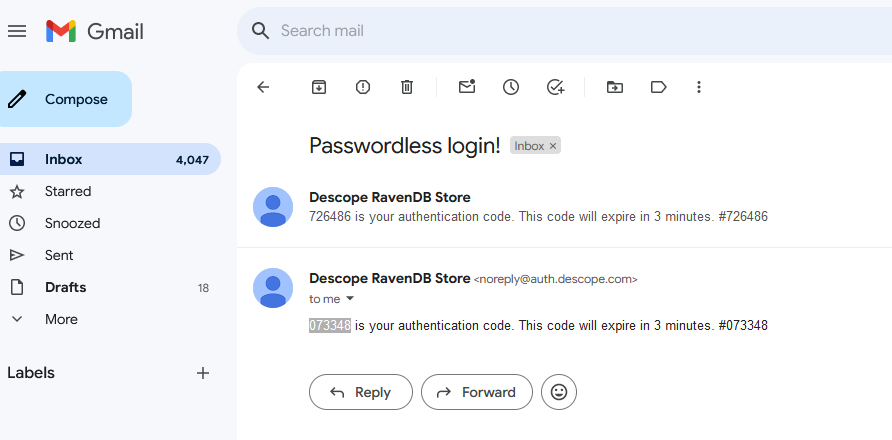 Gmail
Search mail
Compose
Inbox 4,047
Starred
Snoozed
Sent
Drafts 18
More
Labels
Passwordless login! Inbox ×
Descope RavenDB Store
726486 is your authentication code. This code will expire in 3 minutes. #726486
Descope RavenDB Store <noreply@auth.descope.com>
to me
073348 is your authentication code. This code will expire in 3 minutes. #073348
Reply Forward